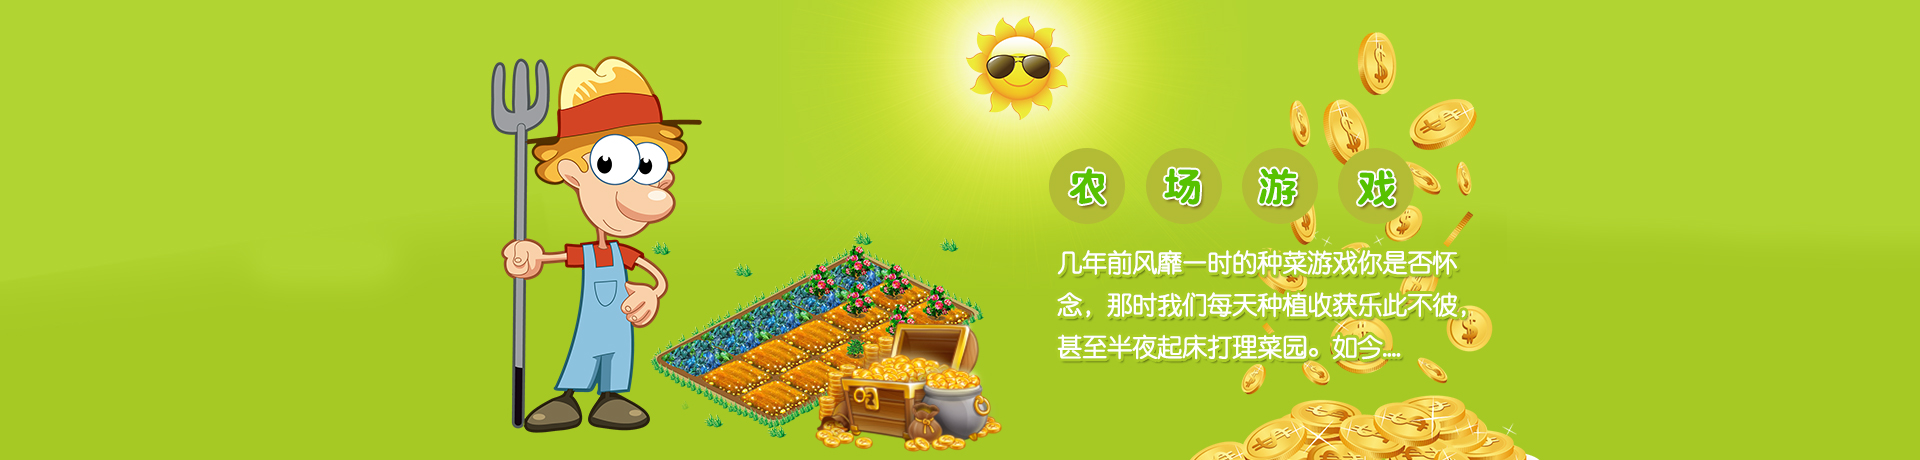 农场游戏
几年前风靡一时的种菜游戏你是否怀
念，那时我们每天种植收获乐此不彼，
甚至半夜起床打理菜园。如今....